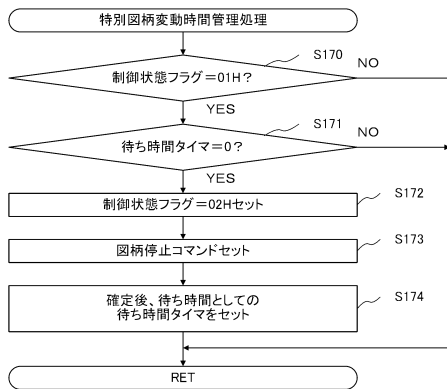 特別図柄変動時間管理処理
S170
制御状態フラグ=01H?
NO
YES
S171
待ち時間タイマ=0?
NO
YES
制御状態フラグ=02Hセット
S172
図柄停止コマンドセット
S173
確定後、待ち時間としての
待ち時間タイマをセット
S174
RET